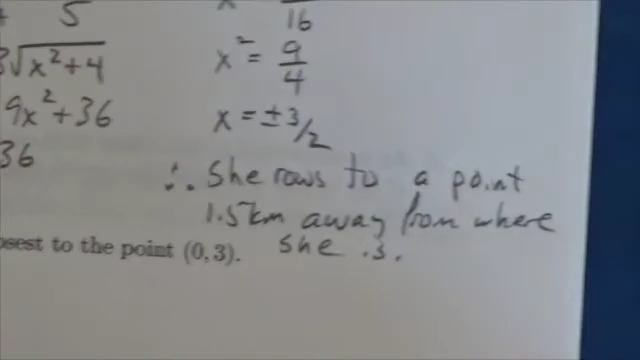 5
3√x²+4
9x²+36
36
x
16
x² = 9/4
x = ±3/2
∴ She rows to a point
1.5km away from where
she is.
closest to the point (0, 3).